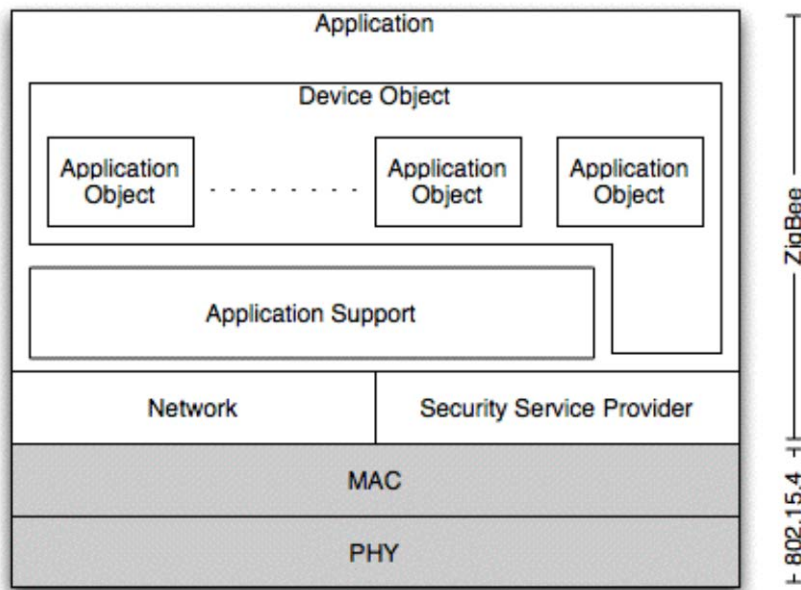 Application
Device Object
Application
Object
Application
Object
Application
Object
Application Support
Network
Security Service Provider
MAC
PHY
ZigBee
802.15.4